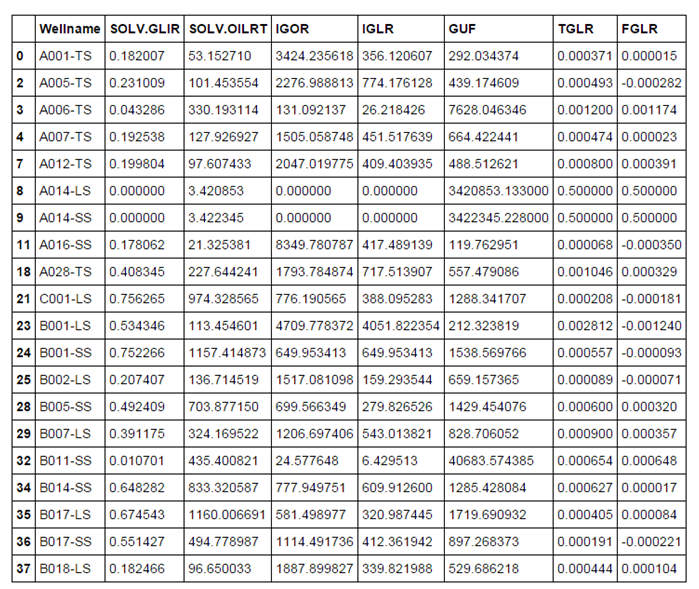 Wellname SOLV.GLIR SOLV.OILRT IGOR IGLR GUF TGLR FGLR
0 A001-TS 0.182007 53.152710 3424.235618 356.120607 292.034374 0.000371 0.000015
2 A005-TS 0.231009 101.453554 2276.988813 774.176128 439.174609 0.000493 -0.000282
3 A006-TS 0.043286 330.193114 131.092137 26.218426 7628.046346 0.001200 0.001174
4 A007-TS 0.192538 127.926927 1505.058748 451.517639 664.422441 0.000474 0.000023
7 A012-TS 0.199804 97.607433 2047.019775 409.403935 488.512621 0.000800 0.000391
8 A014-LS 0.000000 3.420853 0.000000 0.000000 3420853.133000 0.500000 0.500000
9 A014-SS 0.000000 3.422345 0.000000 0.000000 3422345.228000 0.500000 0.500000
11 A016-SS 0.178062 21.325381 8349.780787 417.489139 119.762951 0.000068 -0.000350
18 A028-TS 0.408345 227.644241 1793.784874 717.513907 557.479086 0.001046 0.000329
21 C001-LS 0.756265 974.328565 776.190565 388.095283 1288.341707 0.000208 -0.000181
23 B001-LS 0.534346 113.454601 4709.778372 4051.822354 212.323819 0.002812 -0.001240
24 B001-SS 0.752266 1157.414873 649.953413 649.953413 1538.569766 0.000557 -0.000093
25 B002-LS 0.207407 136.714519 1517.081098 159.293544 659.157365 0.000089 -0.000071
28 B005-SS 0.492409 703.877150 699.566349 279.826526 1429.454076 0.000600 0.000320
29 B007-LS 0.391175 324.169522 1206.697406 543.013821 828.706052 0.000900 0.000357
32 B011-SS 0.010701 435.400821 24.577648 6.429513 40683.574385 0.000654 0.000648
34 B014-SS 0.648282 833.320587 777.949751 609.912600 1285.428084 0.000627 0.000017
35 B017-LS 0.674543 1160.006691 581.498977 320.987445 1719.690932 0.000405 0.000084
36 B017-SS 0.551427 494.778987 1114.491736 412.361942 897.268373 0.000191 -0.000221
37 B018-LS 0.182466 96.650033 1887.899827 339.821988 529.686218 0.000444 0.000104